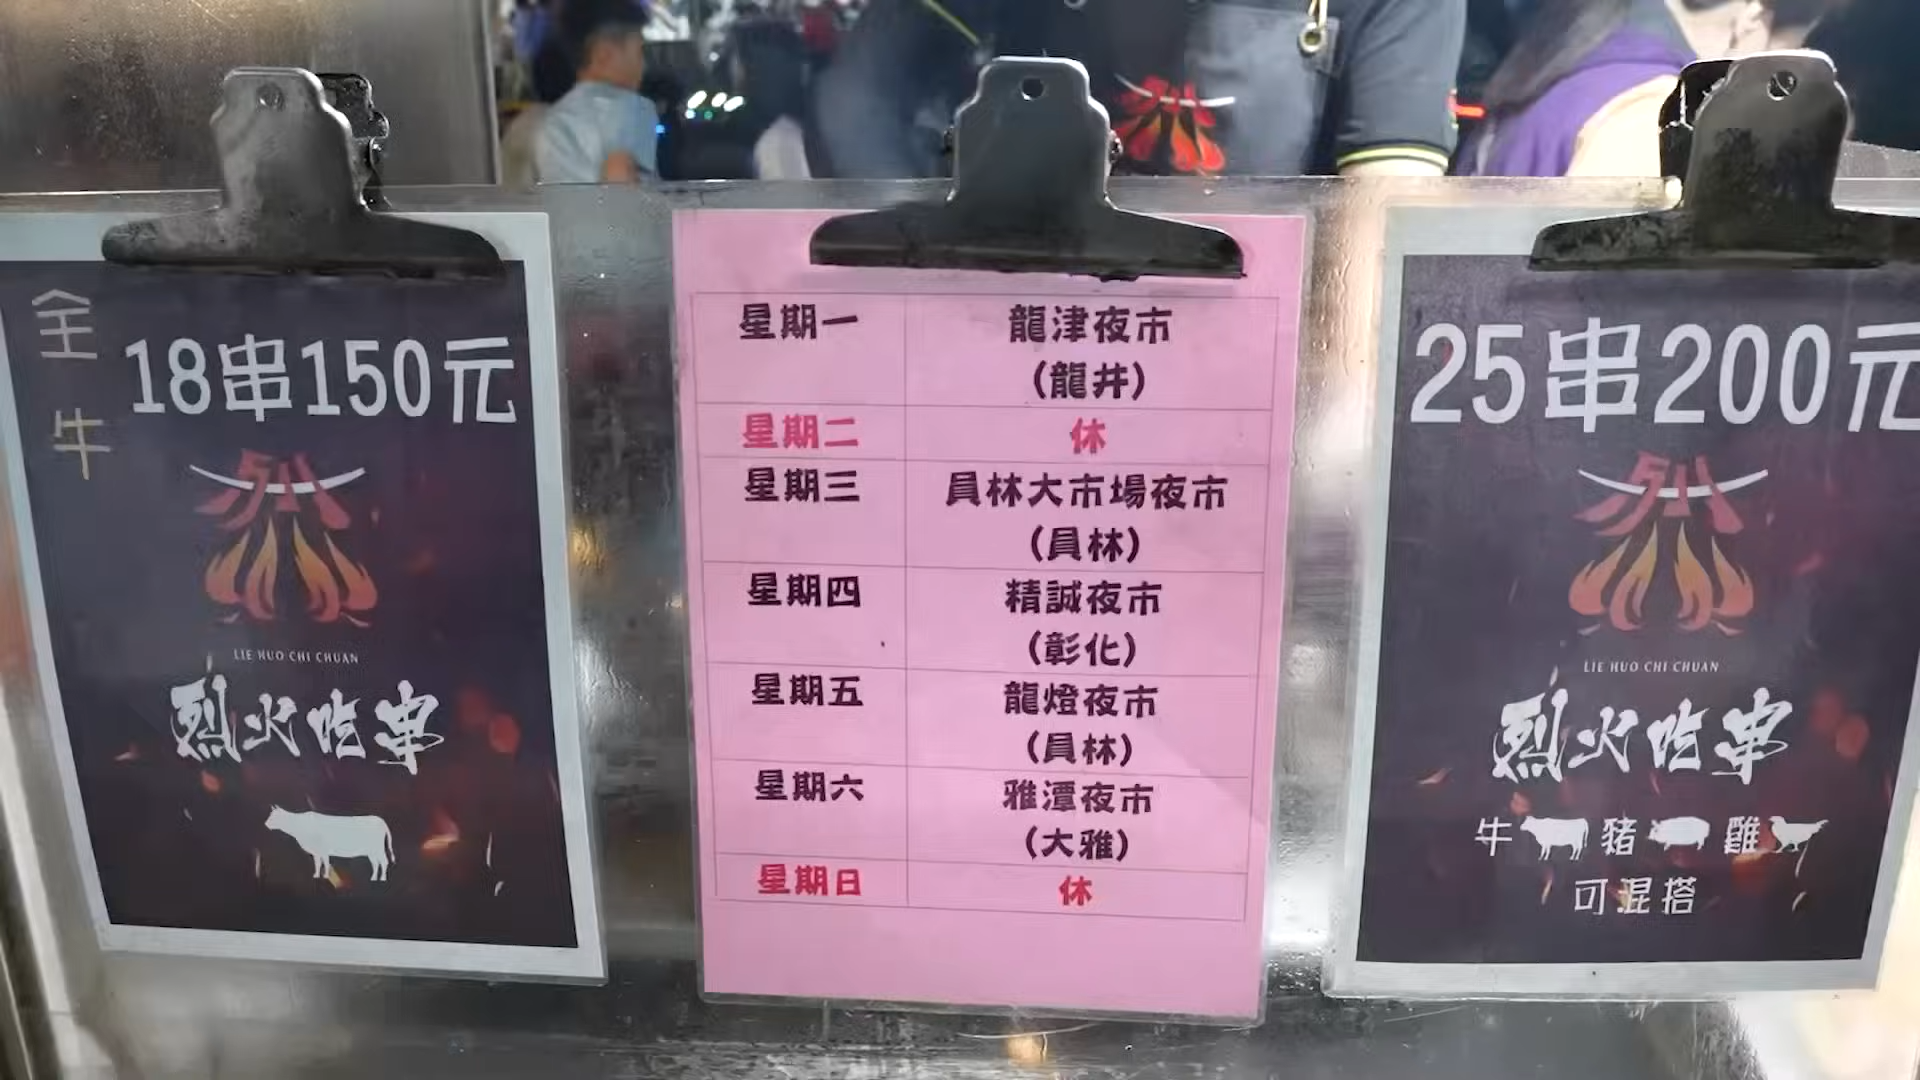 全牛
18串150元
烈
LIE HUO CHI CHUAN
烈火吃串
星期一 龍津夜市
(龍井)
星期二 休
星期三 員林大市場夜市
(員林)
星期四 精誠夜市
(彰化)
星期五 龍燈夜市
(員林)
星期六 雅潭夜市
(大雅)
星期日 休
25串200元
烈
LIE HUO CHI CHUAN
烈火吃串
牛 豬 雞
可混搭